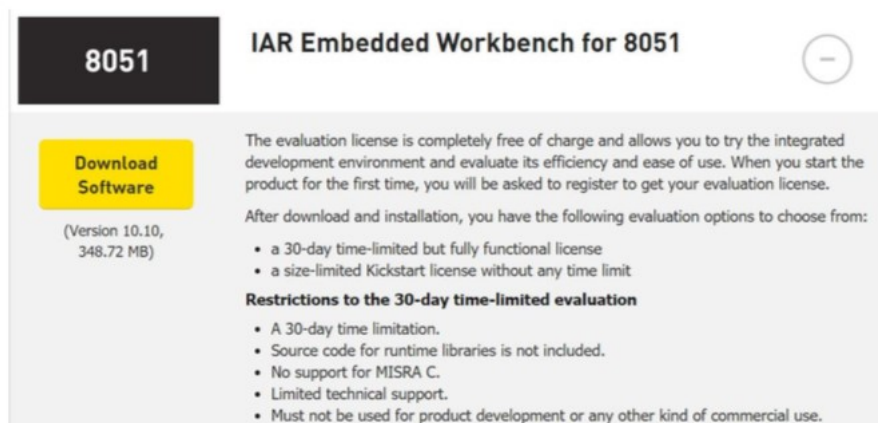 8051
IAR Embedded Workbench for 8051
Download
Software
(Version 10.10,
348.72 MB)
The evaluation license is completely free of charge and allows you to try the integrated
development environment and evaluate its efficiency and ease of use. When you start the
product for the first time, you will be asked to register to get your evaluation license.
After download and installation, you have the following evaluation options to choose from:
• a 30-day time-limited but fully functional license
• a size-limited Kickstart license without any time limit
Restrictions to the 30-day time-limited evaluation
• A 30-day time limitation.
• Source code for runtime libraries is not included.
• No support for MISRA C.
• Limited technical support.
• Must not be used for product development or any other kind of commercial use.